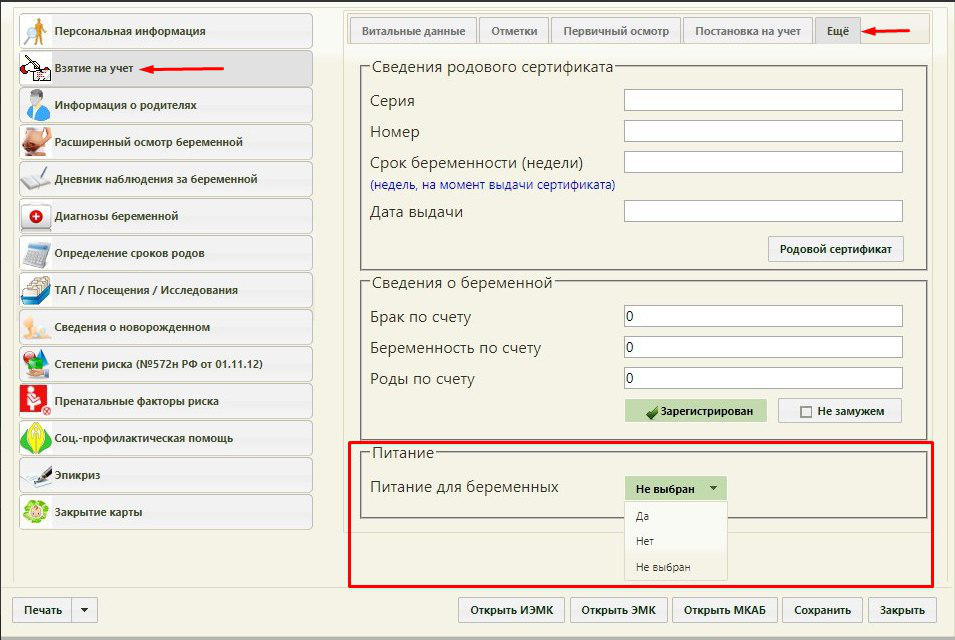 Персональная информация
Взятие на учет
Информация о родителях
Расширенный осмотр беременной
Дневник наблюдения за беременной
Диагнозы беременной
Определение сроков родов
ТАП / Посещения / Исследования
Сведения о новорожденном
Степени риска (№572н РФ от 01.11.12)
Пренатальные факторы риска
Соц.-профилактическая помощь
Эпикриз
Закрытие карты
Витальные данные Отметки Первичный осмотр Постановка на учет Ещё
Сведения родового сертификата
Серия
Номер
Срок беременности (недели)
(недель, на момент выдачи сертификата)
Дата выдачи
Родовой сертификат
Сведения о беременной
Брак по счету 0
Беременность по счету 0
Роды по счету 0
Зарегистрирован Не замужем
Питание
Питание для беременных Не выбран
Да
Нет
Не выбран
Печать Открыть ИЭМК Открыть ЭМК Открыть МКАБ Сохранить Закрыть